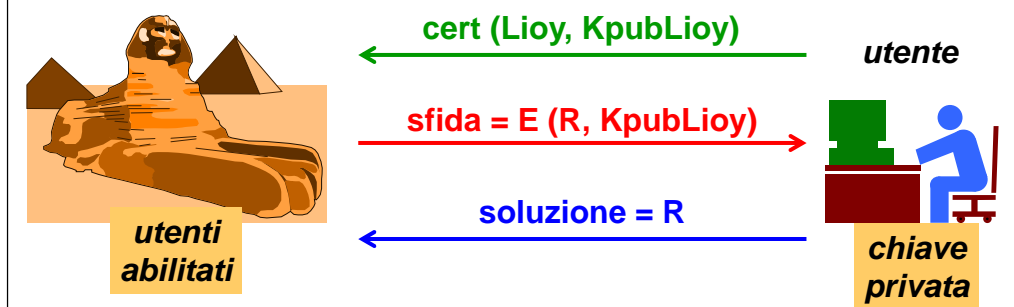 cert (Lioy, KpubLioy)
utente
sfida = E (R, KpubLioy)
soluzione = R
utenti
abilitati
chiave
privata